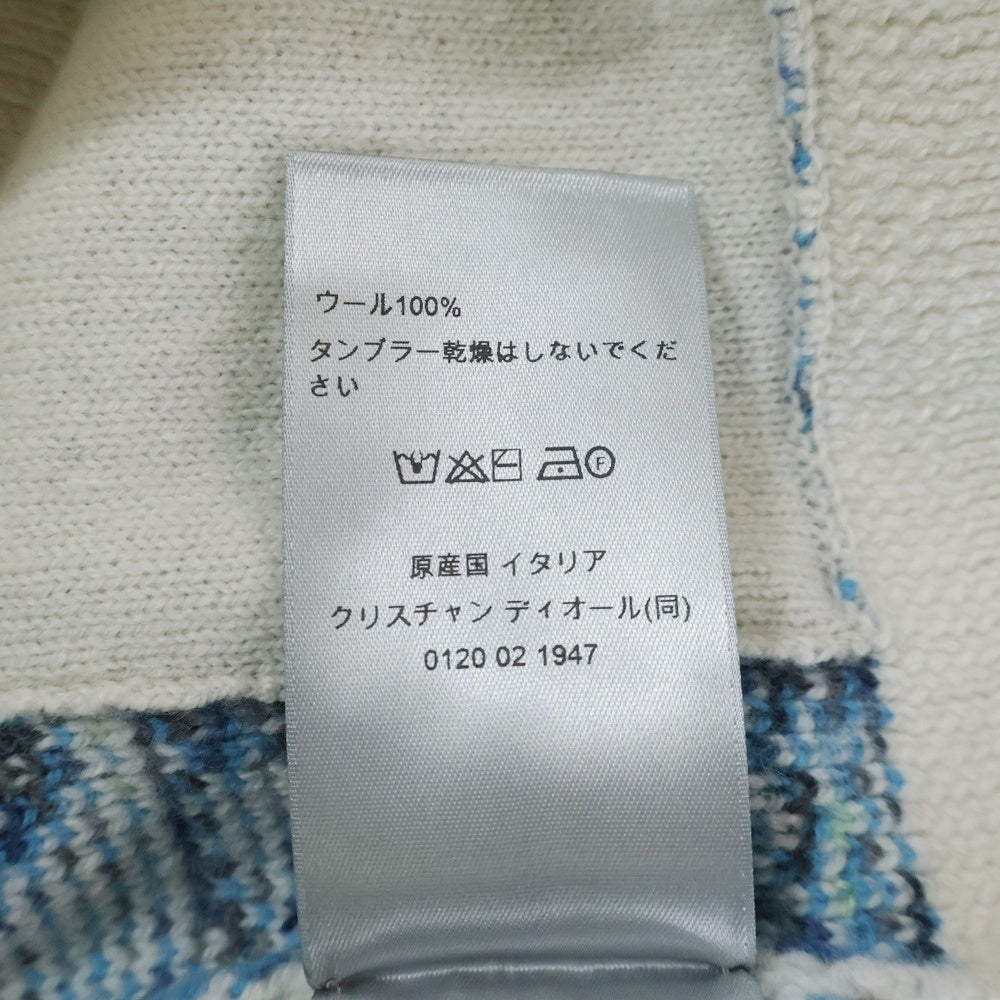 ウール100%
タンブラー乾燥はしないでくだ
さい
F
原産国 イタリア
クリスチャン ディオール(同)
0120 02 1947